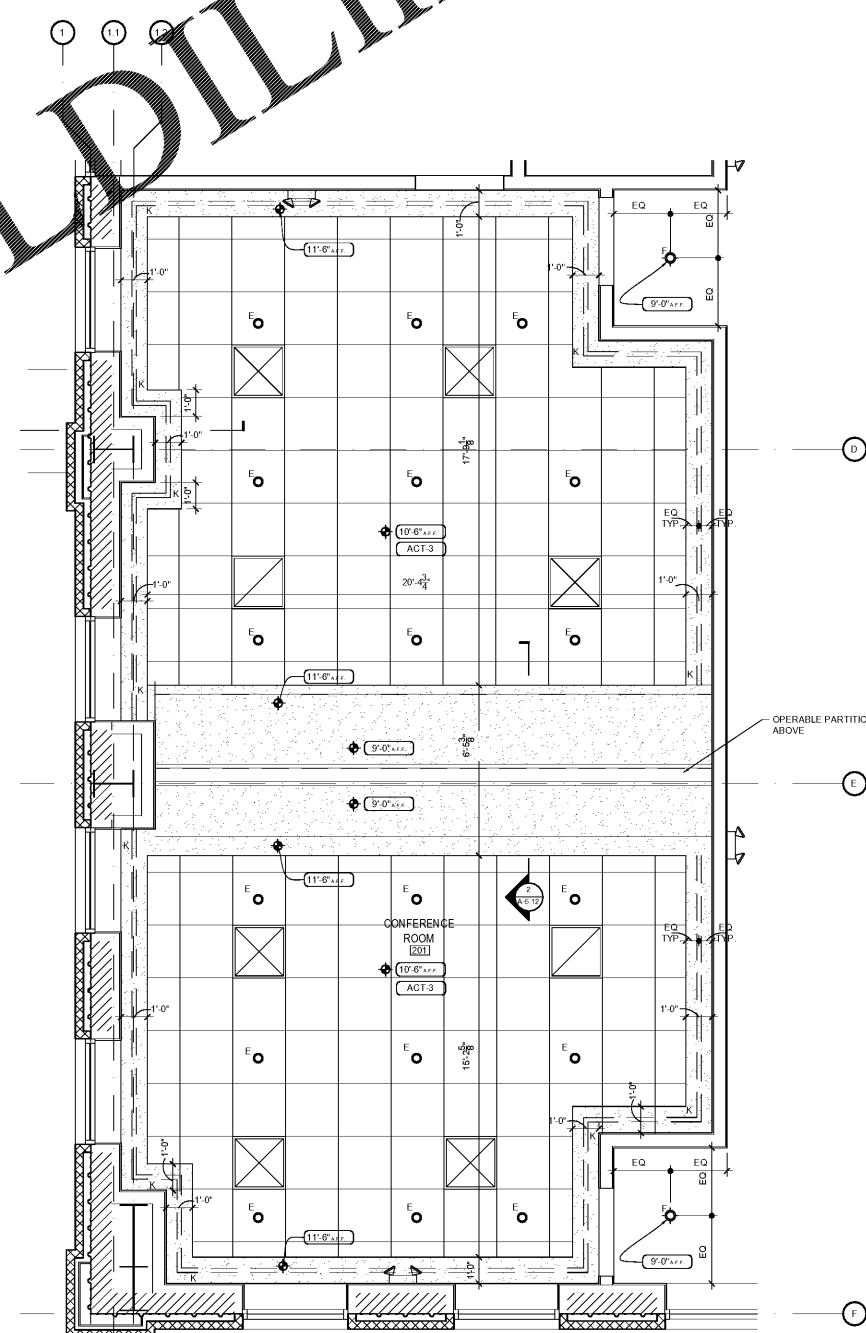 LDILI
1
1.1
1.2
K
11'-6" A.F.F.
1'-0"
EQ
EQ
EQ
F
1'-0"
1'-0"
EQ
9'-0" A.F.F.
E
E
E
K
K
1'-0"
1'-0"
17'-9 1/8"
D
E
E
E
K
1'-0"
EQ
TYP.
EQ
TYP.
10'-6" A.F.F.
ACT-3
1'-0"
20'-4 3/4"
1'-0"
E
E
E
11'-6" A.F.F.
K
K
OPERABLE PARTITIO
ABOVE
9'-0" A.F.F.
6'-5 3/8"
E
9'-0" A.F.F.
K
11'-6" A.F.F.
E
E
E
2
A-5.12
CONFERENCE
ROOM
201
EQ
TYP.
EQ
TYP.
10'-6" A.F.F.
ACT-3
1'-0"
1'-0"
E
E
E
15'-2 5/8"
1'-0"
K
1'-0"
K
1'-0"
K
1'-0"
EQ
EQ
EQ
E
E
E
F
11'-6" A.F.F.
EQ
9'-0" A.F.F.
K
1'-0"
F